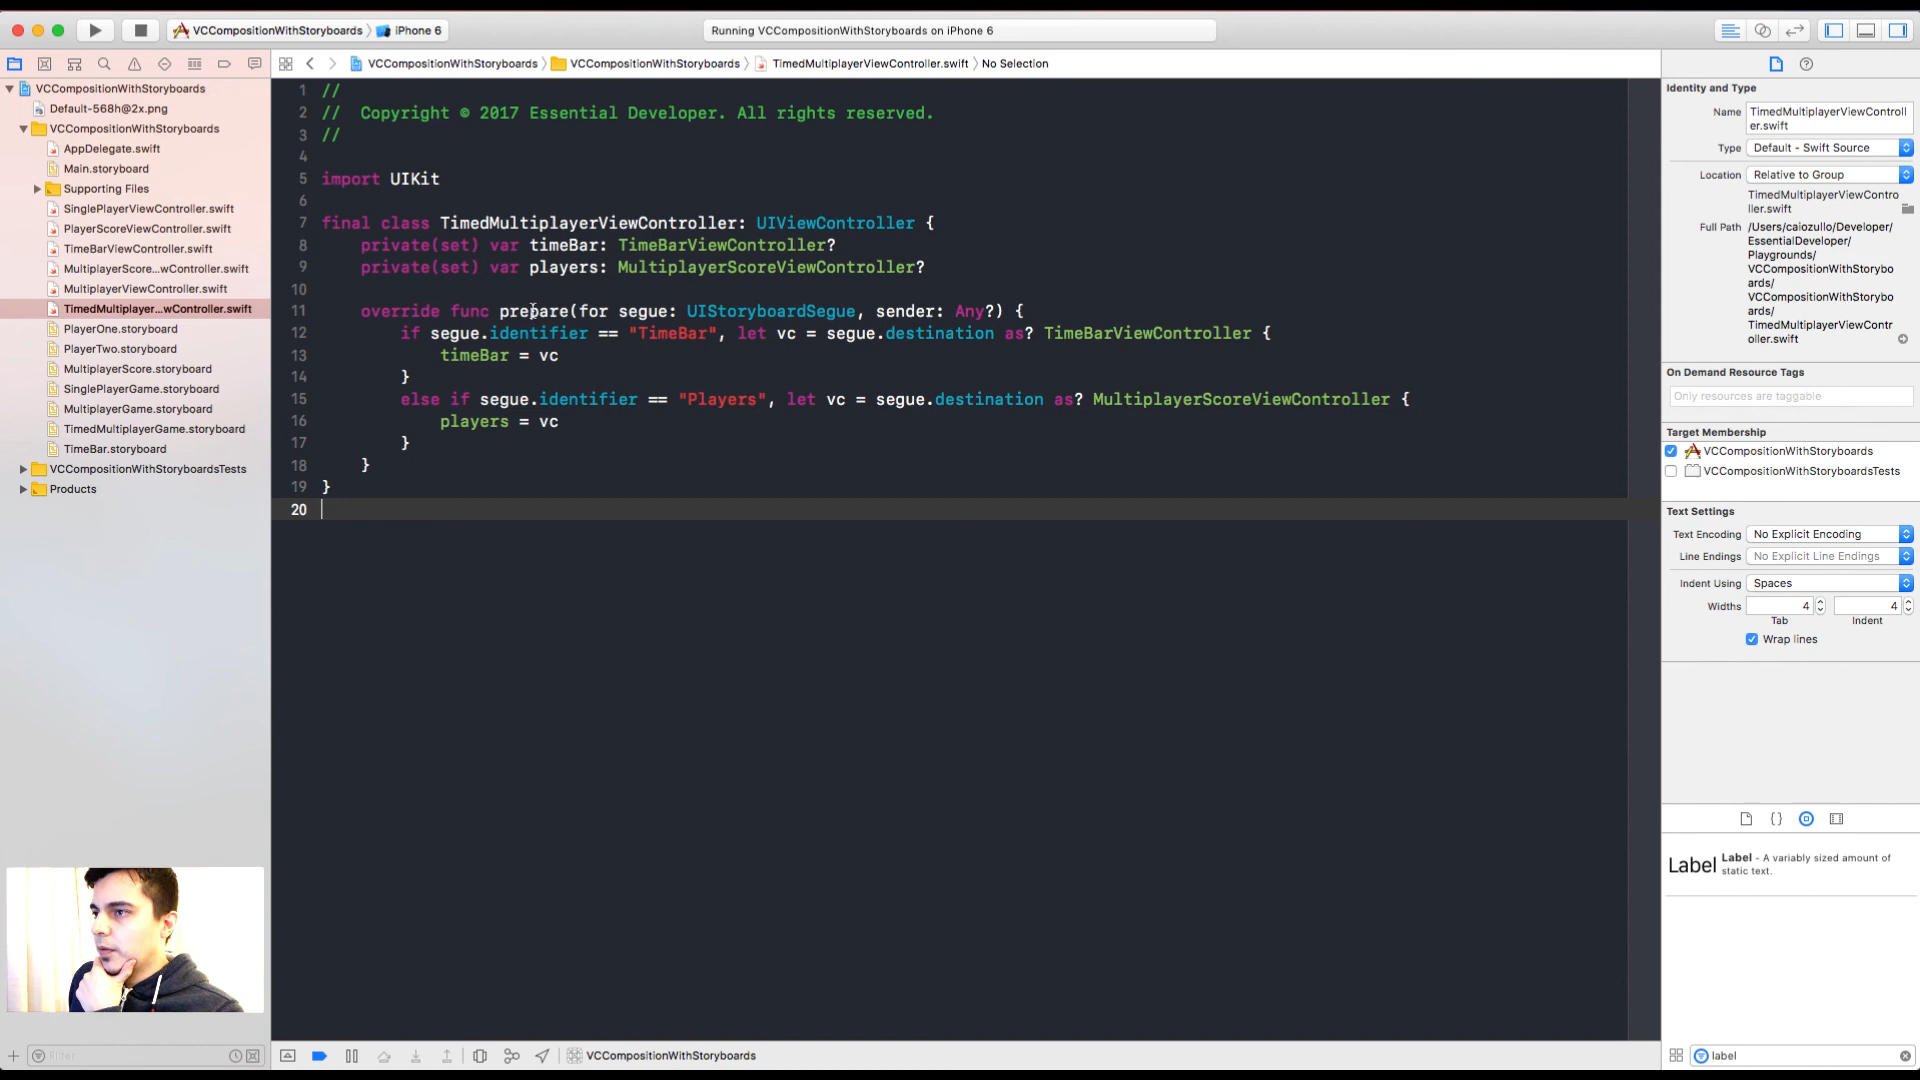 VCCompositionWithStoryboards
iPhone 6
Running VCCompositionWithStoryboards on iPhone 6
VCCompositionWithStoryboards
VCCompositionWithStoryboards
TimedMultiplayerViewController.swift
No Selection
VCCompositionWithStoryboards
Default-568h@2x.png
VCCompositionWithStoryboards
AppDelegate.swift
Main.storyboard
Supporting Files
SinglePlayerViewController.swift
PlayerScoreViewController.swift
TimeBarViewController.swift
MultiplayerScore...wController.swift
MultiplayerViewController.swift
TimedMultiplayer...wController.swift
PlayerOne.storyboard
PlayerTwo.storyboard
MultiplayerScore.storyboard
SinglePlayerGame.storyboard
MultiplayerGame.storyboard
TimedMultiplayerGame.storyboard
TimeBar.storyboard
VCCompositionWithStoryboardsTests
Products
Filter
1 //
2 //  Copyright © 2017 Essential Developer. All rights reserved.
3 //
4
5 import UIKit
6
7 final class TimedMultiplayerViewController: UIViewController {
8     private(set) var timeBar: TimeBarViewController?
9     private(set) var players: MultiplayerScoreViewController?
10
11     override func prepare(for segue: UIStoryboardSegue, sender: Any?) {
12         if segue.identifier == "TimeBar", let vc = segue.destination as? TimeBarViewController {
13             timeBar = vc
14         }
15         else if segue.identifier == "Players", let vc = segue.destination as? MultiplayerScoreViewController {
16             players = vc
17         }
18     }
19 }
20
VCCompositionWithStoryboards
Identity and Type
Name TimedMultiplayerViewControll
er.swift
Type Default - Swift Source
Location Relative to Group
TimedMultiplayerViewContro
ller.swift
Full Path /Users/caiozullo/Developer/
EssentialDeveloper/
Playgrounds/
VCCompositionWithStorybo
ards/
VCCompositionWithStorybo
ards/
TimedMultiplayerViewContr
oller.swift
On Demand Resource Tags
Only resources are taggable
Target Membership
VCCompositionWithStoryboards
VCCompositionWithStoryboardsTests
Text Settings
Text Encoding No Explicit Encoding
Line Endings No Explicit Line Endings
Indent Using Spaces
Widths 4 4
Tab Indent
Wrap lines
{ }
Label
Label - A variably sized amount of
static text.
label